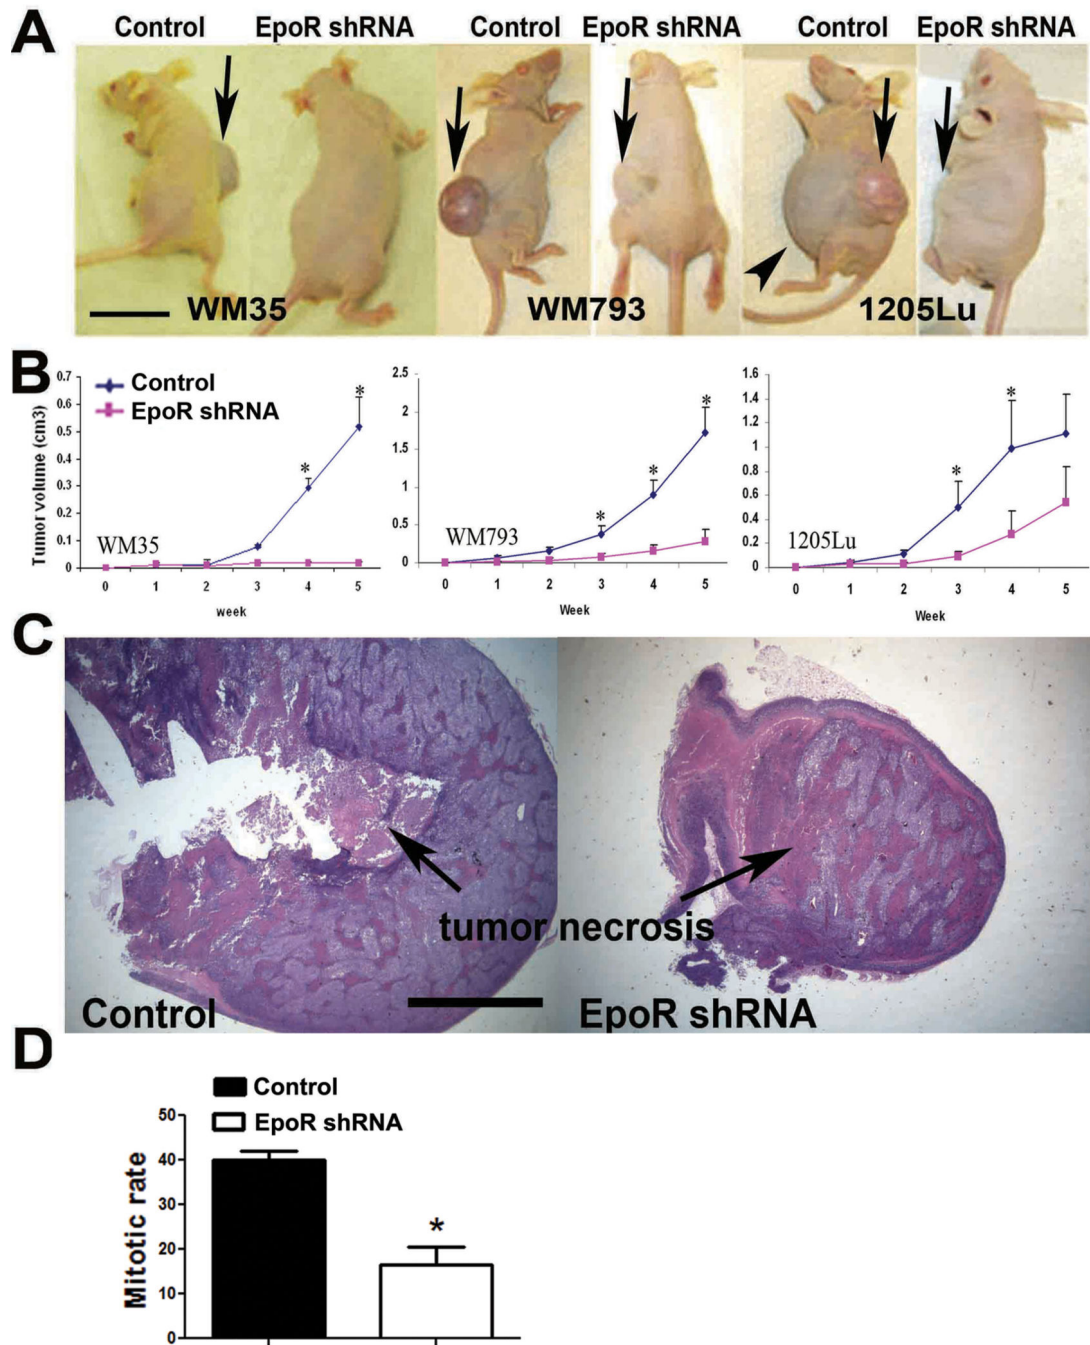 A
Control EpoR shRNA Control EpoR shRNA Control EpoR shRNA
WM35 WM793 1205Lu
B
Control
EpoR shRNA
Tumor volume (cm3)
0.7
0.6
0.5
0.4
0.3
0.2
0.1
0
* *
WM35
0 1 2 3 4 5
week
2.5
2
1.5
1
0.5
0
* * *
WM793
0 1 2 3 4 5
Week
1.6
1.4
1.2
1
0.8
0.6
0.4
0.2
0
* *
1205Lu
0 1 2 3 4 5
Week
C
tumor necrosis
Control EpoR shRNA
D
Control
EpoR shRNA
Mitotic rate
50
40
30
20
10
0
*